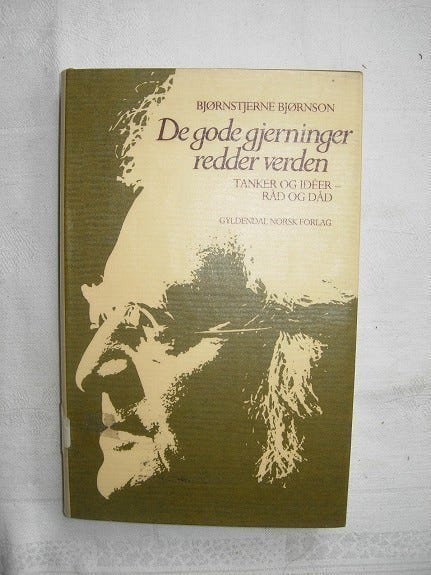 BJØRNSTJERNE BJØRNSON
De gode gjerninger
redder verden
TANKER OG IDÉER –
RÅD OG DÅD
GYLDENDAL NORSK FORLAG